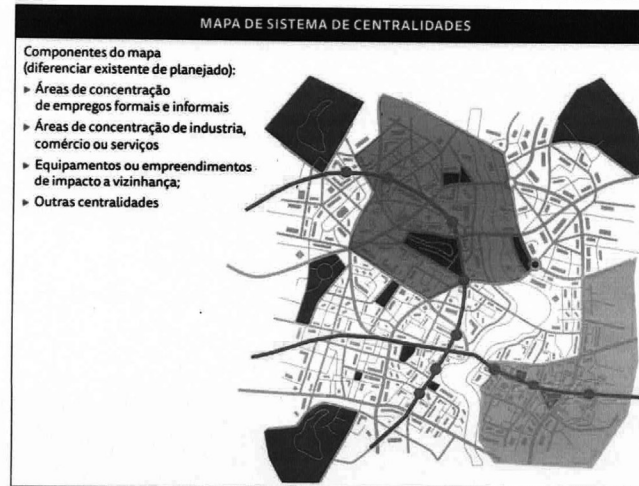 MAPA DE SISTEMA DE CENTRALIDADES
Componentes do mapa
(diferenciar existente de planejado):
▸ Áreas de concentração
de empregos formais e informais
▸ Áreas de concentração de industria,
comércio ou serviços
▸ Equipamentos ou empreendimentos
de impacto a vizinhança;
▸ Outras centralidades